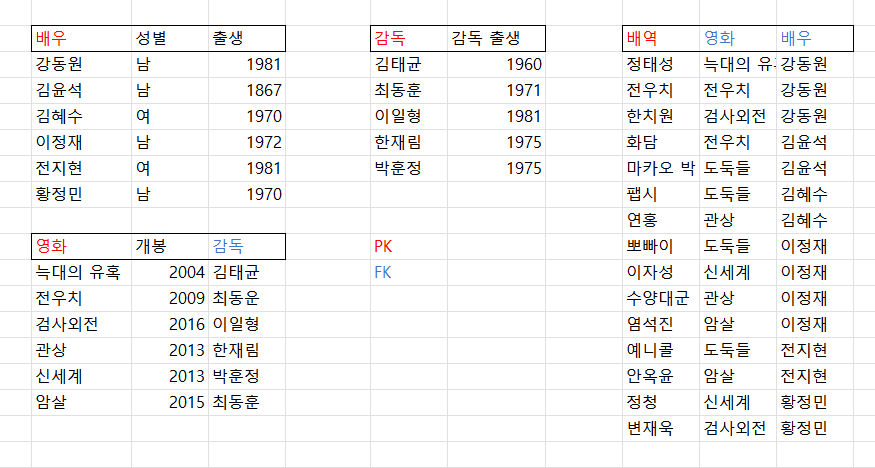 배우 성별 출생 감독 감독 출생 배역 영화 배우
강동원 남 1981 김태균 1960 정태성 늑대의 유 강동원
김윤석 남 1867 최동훈 1971 전우치 전우치 강동원
김혜수 여 1970 이일형 1981 한치원 검사외전 강동원
이정재 남 1972 한재림 1975 화담 전우치 김윤석
전지현 여 1981 박훈정 1975 마카오 박 도둑들 김윤석
황정민 남 1970 팹시 도둑들 김혜수
연홍 관상 김혜수
영화 개봉 감독 PK 뽀빠이 도둑들 이정재
늑대의 유혹 2004 김태균 FK 이자성 신세계 이정재
전우치 2009 최동운 수양대군 관상 이정재
검사외전 2016 이일형 염석진 암살 이정재
관상 2013 한재림 예니콜 도둑들 전지현
신세계 2013 박훈정 안옥윤 암살 전지현
암살 2015 최동훈 정청 신세계 황정민
변재욱 검사외전 황정민